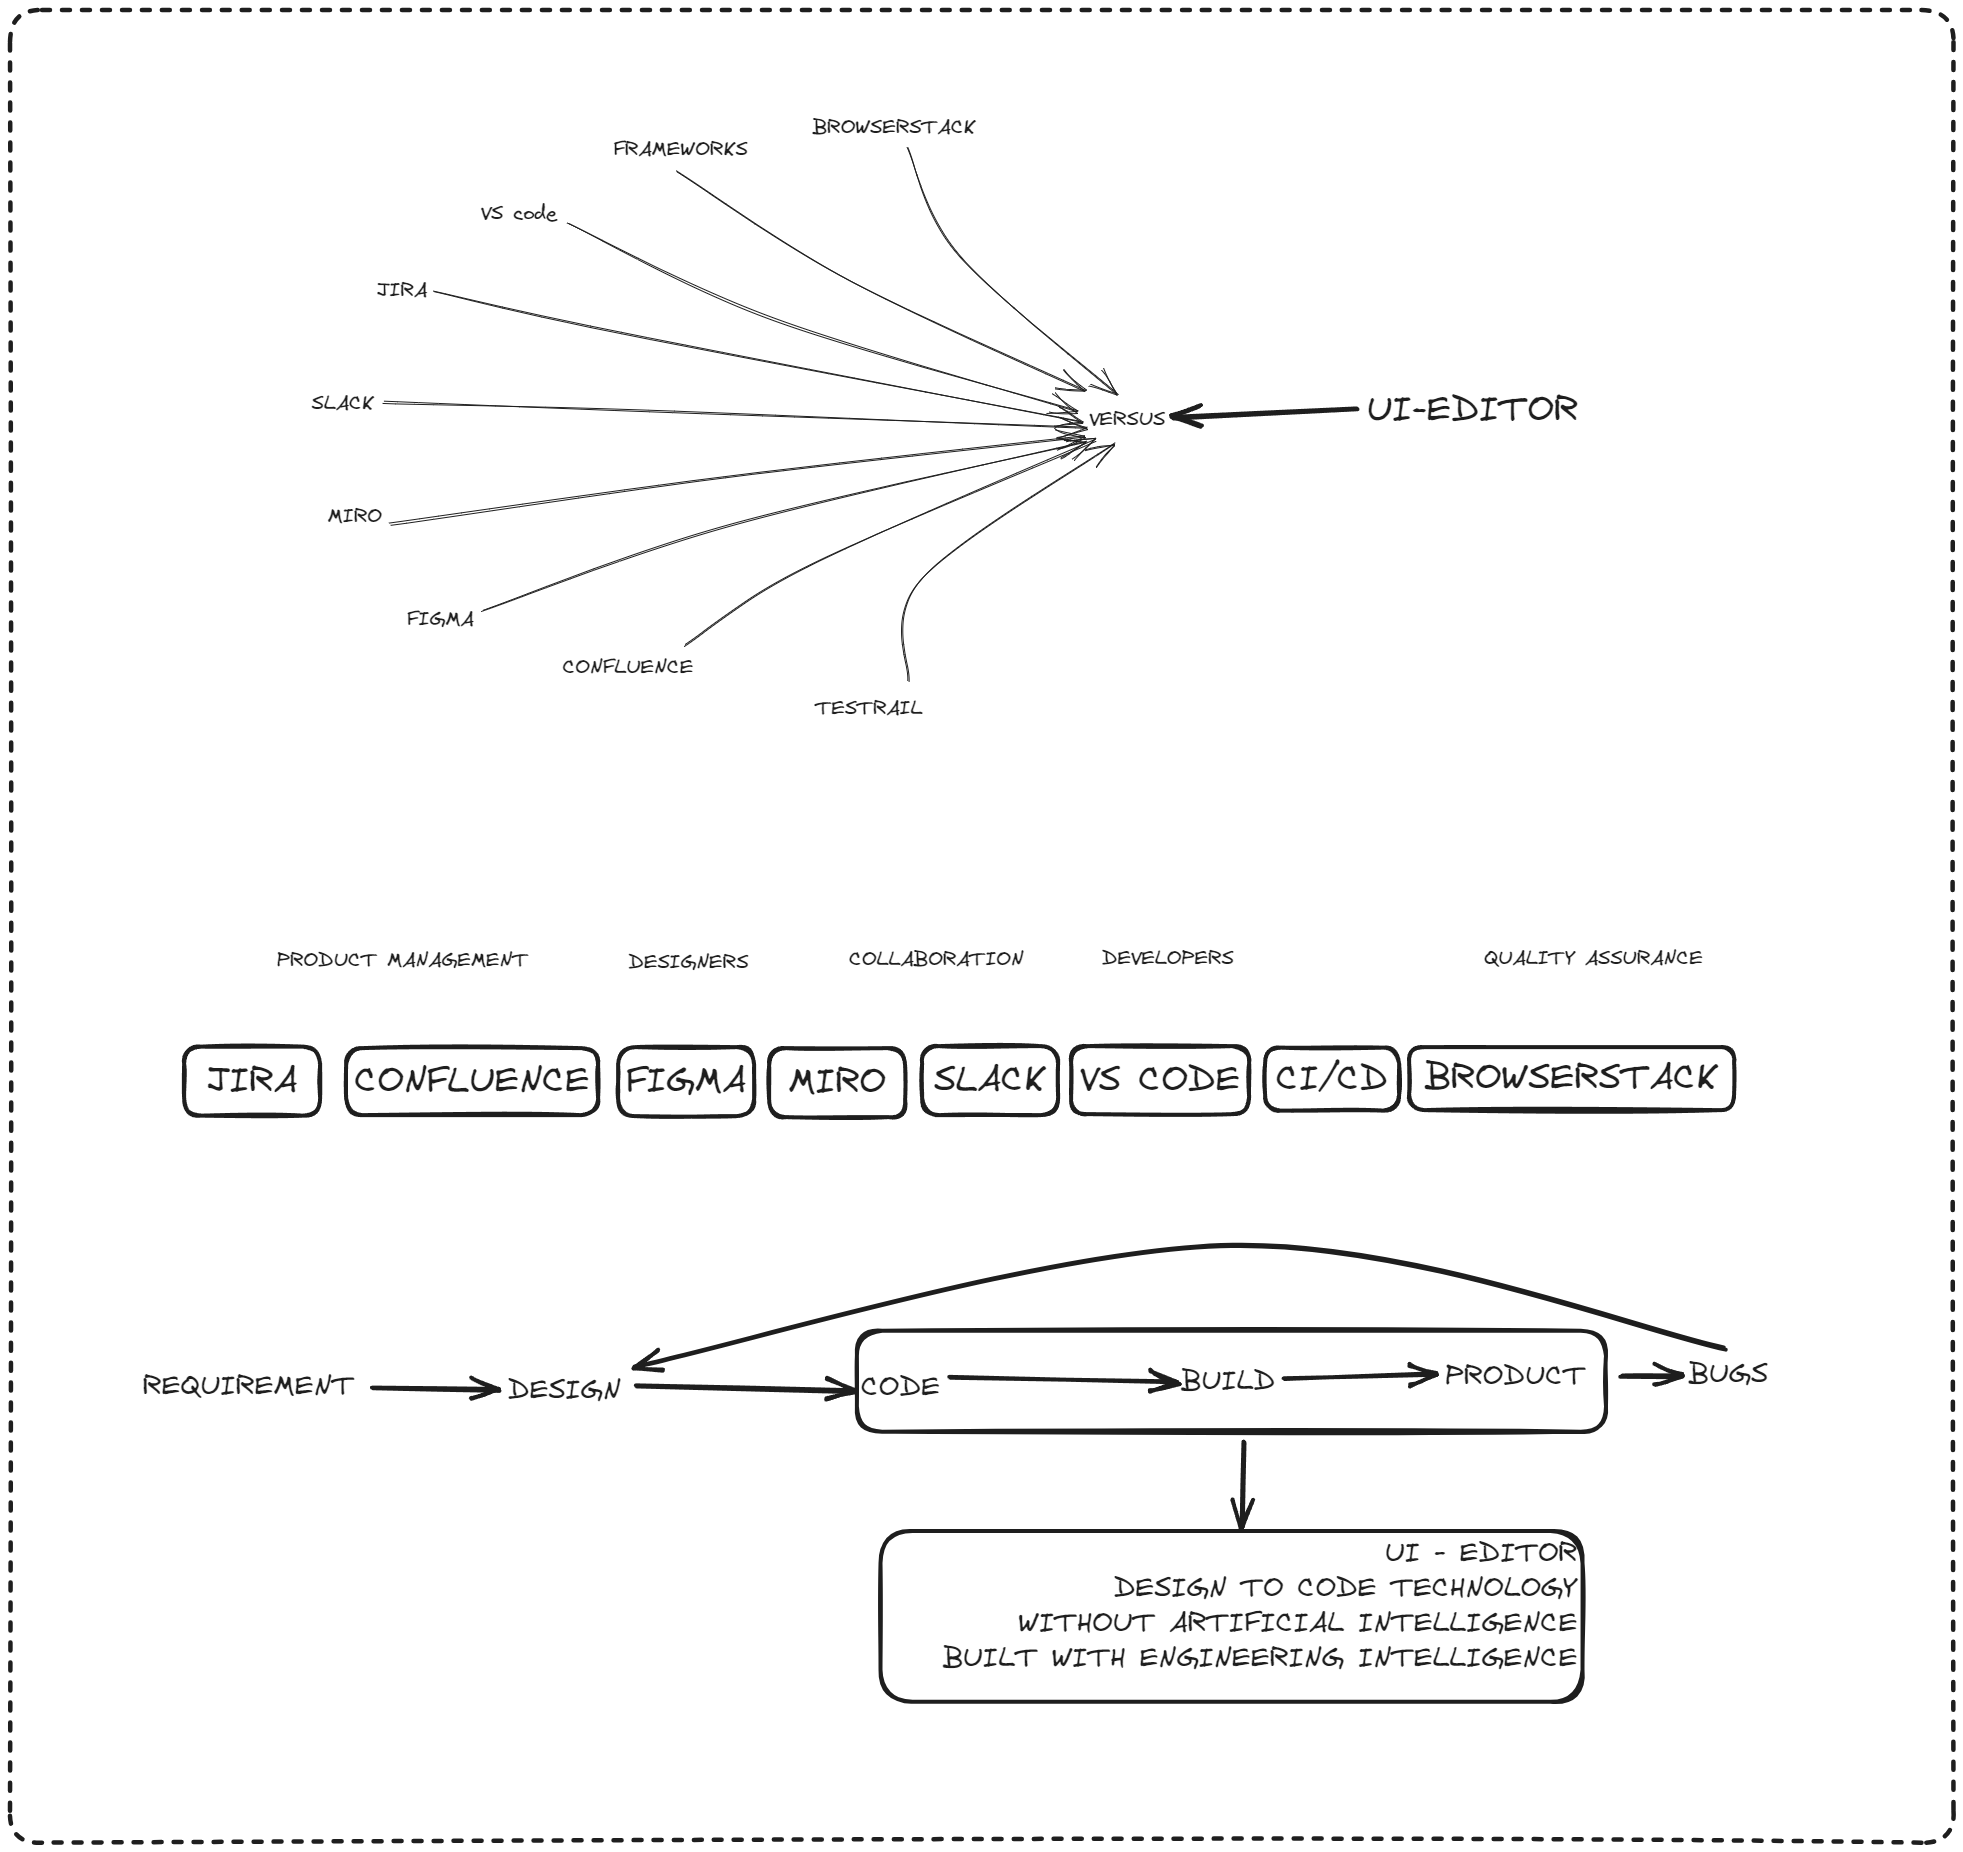 BROWSERSTACK
FRAMEWORKS
VS code
JIRA
SLACK
VERSUS
UI-EDITOR
MIRO
FIGMA
CONFLUENCE
TESTRAIL
PRODUCT MANAGEMENT
DESIGNERS
COLLABORATION
DEVELOPERS
QUALITY ASSURANCE
JIRA
CONFLUENCE
FIGMA
MIRO
SLACK
VS CODE
CI/CD
BROWSERSTACK
REQUIREMENT
DESIGN
CODE
BUILD
PRODUCT
BUGS
UI - EDITOR
DESIGN TO CODE TECHNOLOGY
WITHOUT ARTIFICIAL INTELLIGENCE
BUILT WITH ENGINEERING INTELLIGENCE